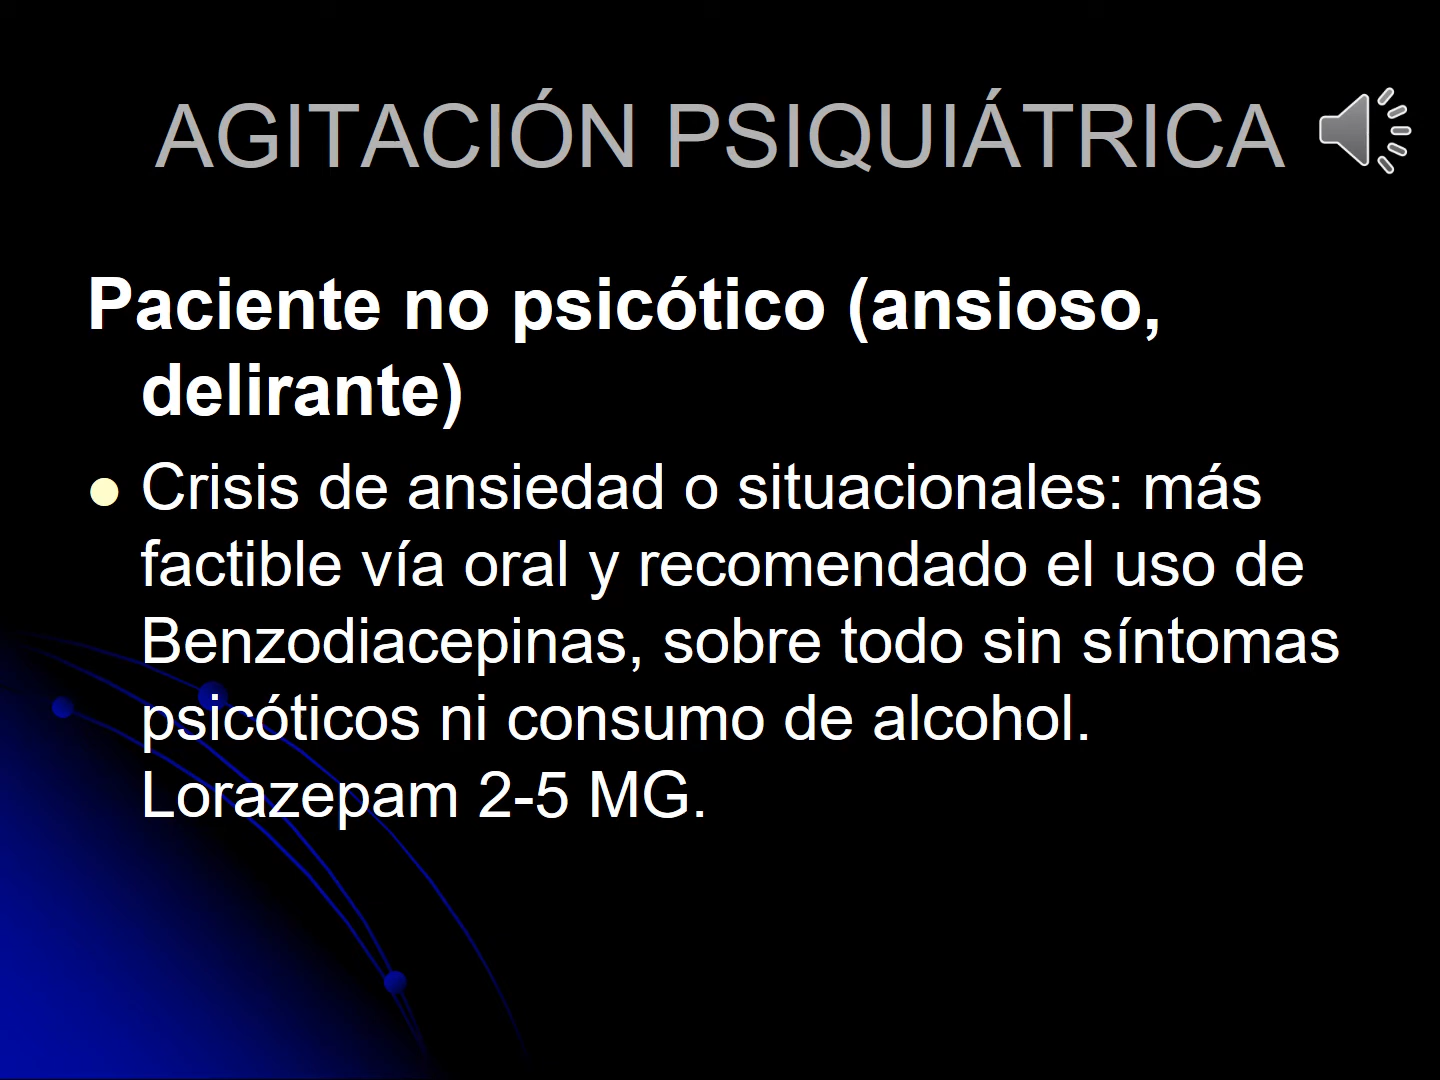 AGITACIÓN PSIQUIÁTRICA
Paciente no psicótico (ansioso,
delirante)
Crisis de ansiedad o situacionales: más
factible vía oral y recomendado el uso de
Benzodiacepinas, sobre todo sin síntomas
psicóticos ni consumo de alcohol.
Lorazepam 2-5 MG.